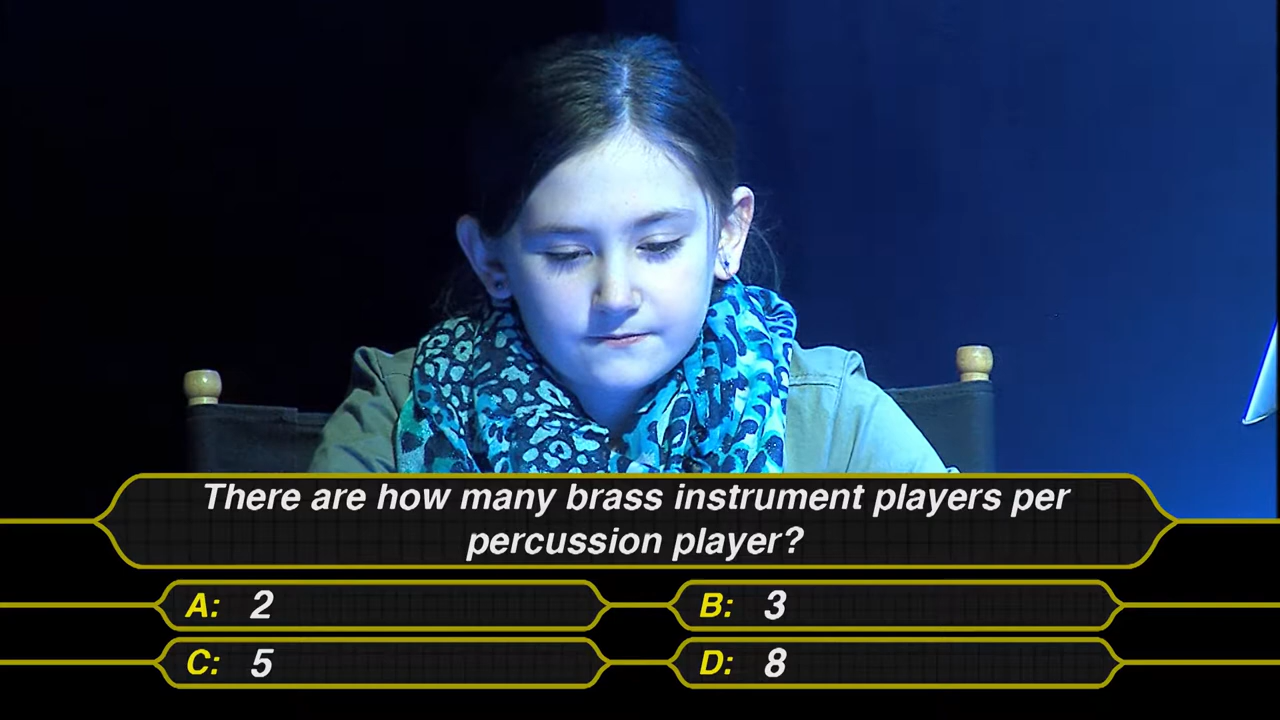 There are how many brass instrument players per
percussion player?
A: 2
B: 3
C: 5
D: 8